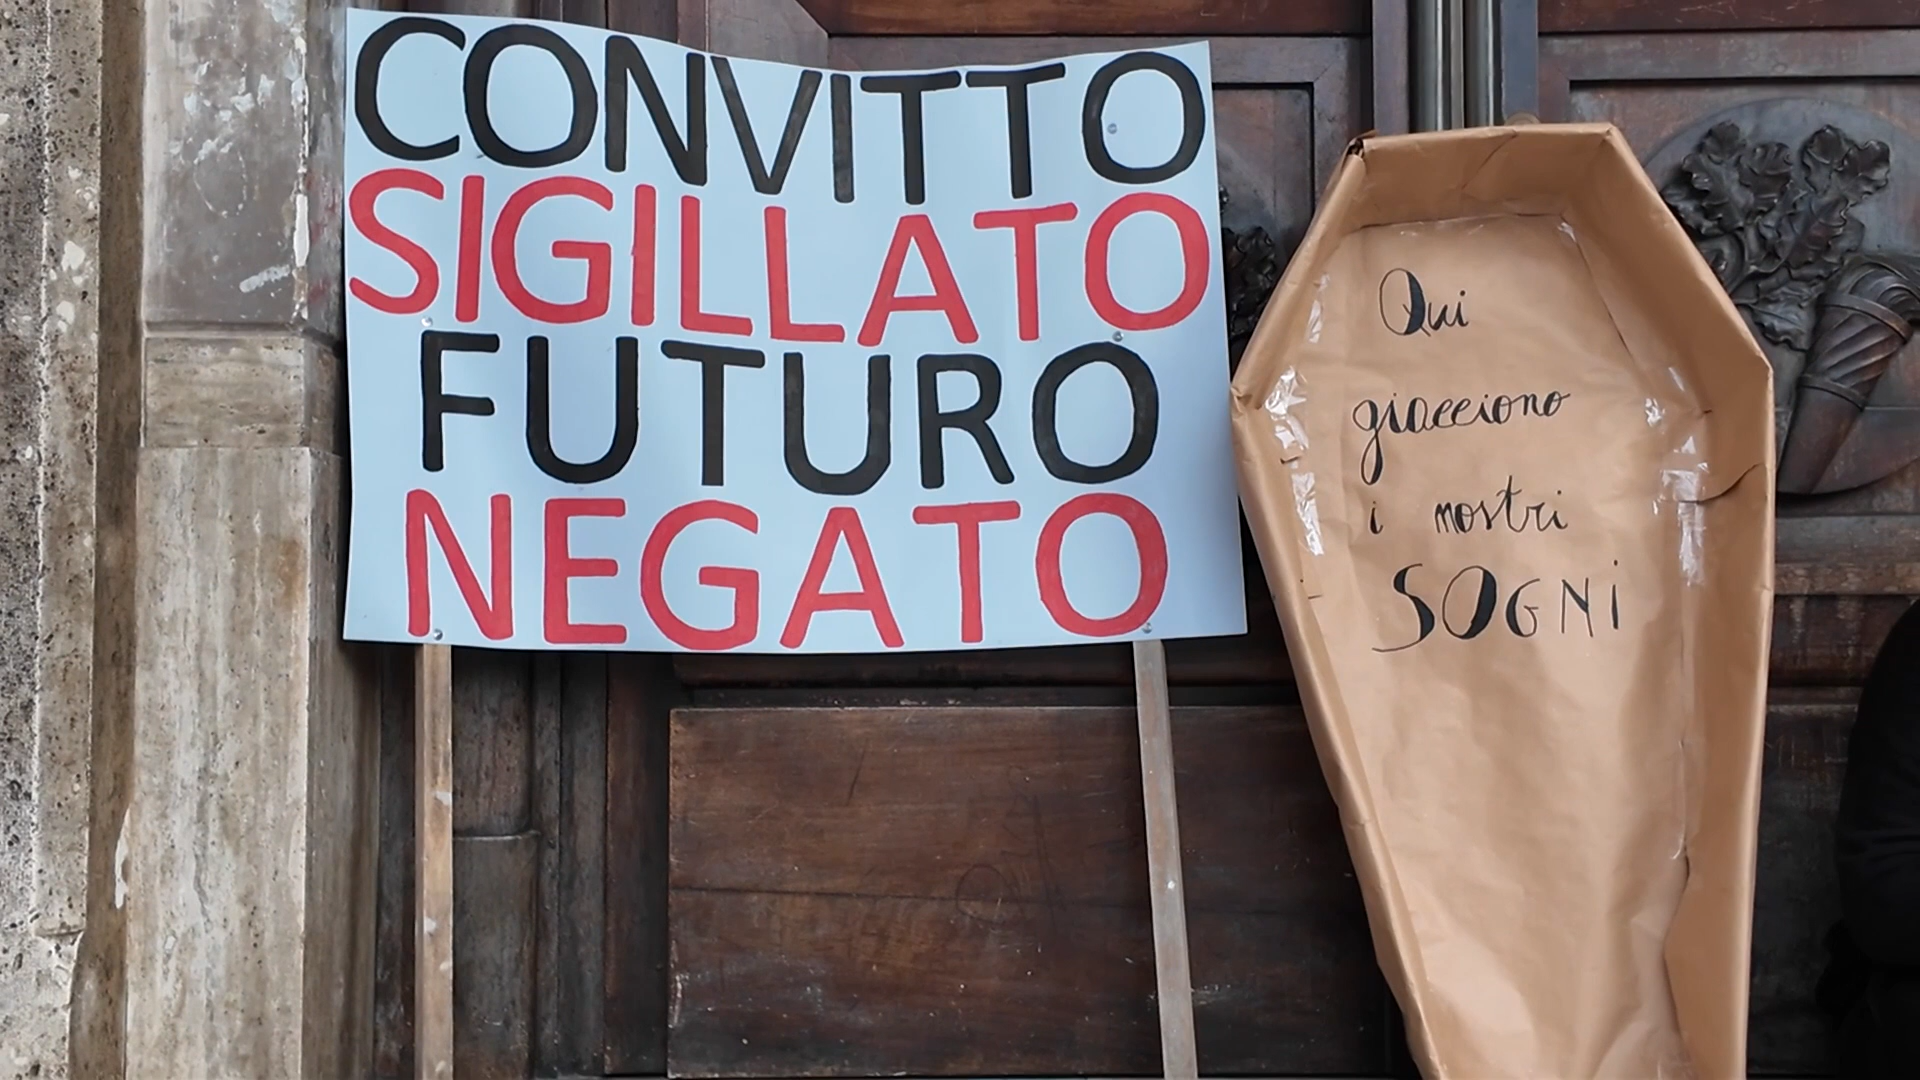 CONVITTO
SIGILLATO
FUTURO
NEGATO
Qui
giacciono
i nostri
SOGNi